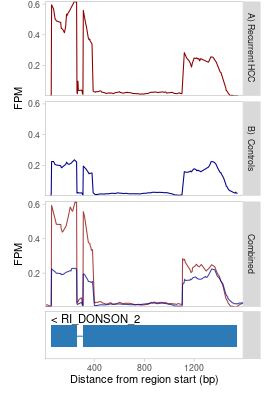 0.6
0.4
0.2
FPM
A) Recurrent HCC
0.6
0.4
0.2
B): Controls
0.6
0.4
0.2
FPM
Combined
< RI_DONSON_2
400
800
1200
Distance from region start (bp)